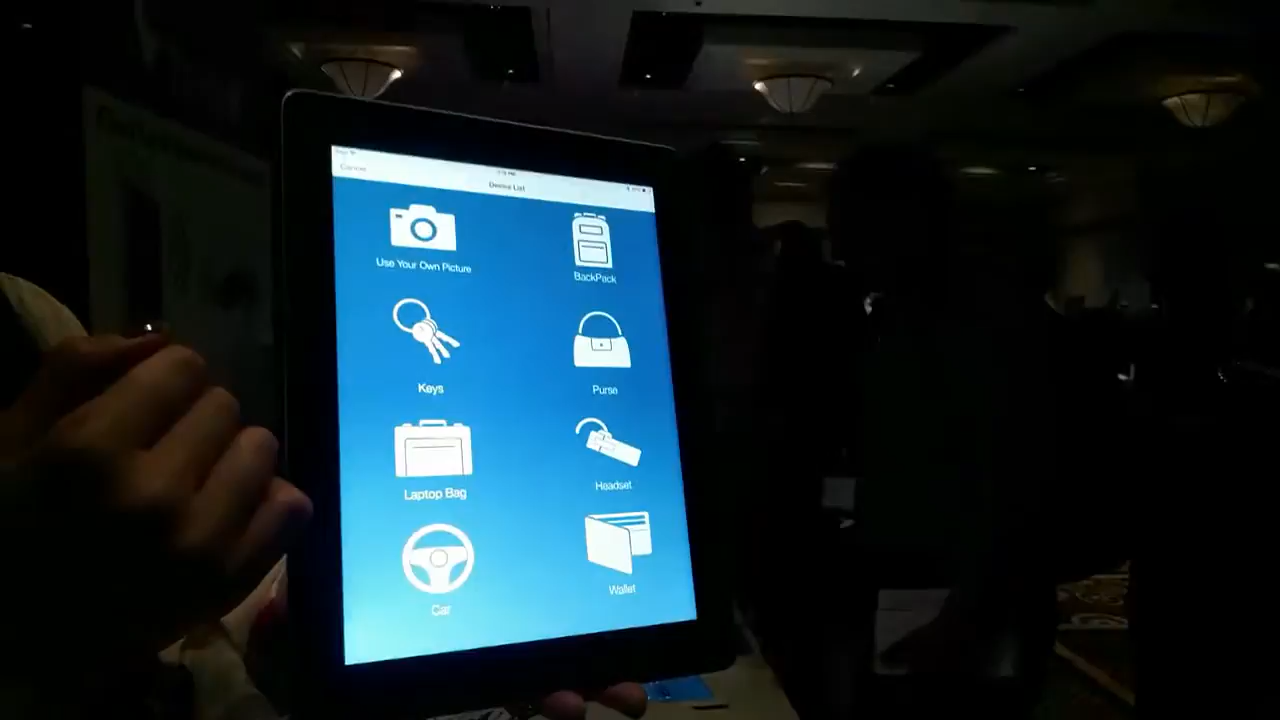 Cancel
Device List
Use Your Own Picture
BackPack
Keys
Purse
Laptop Bag
Headset
Car
Wallet